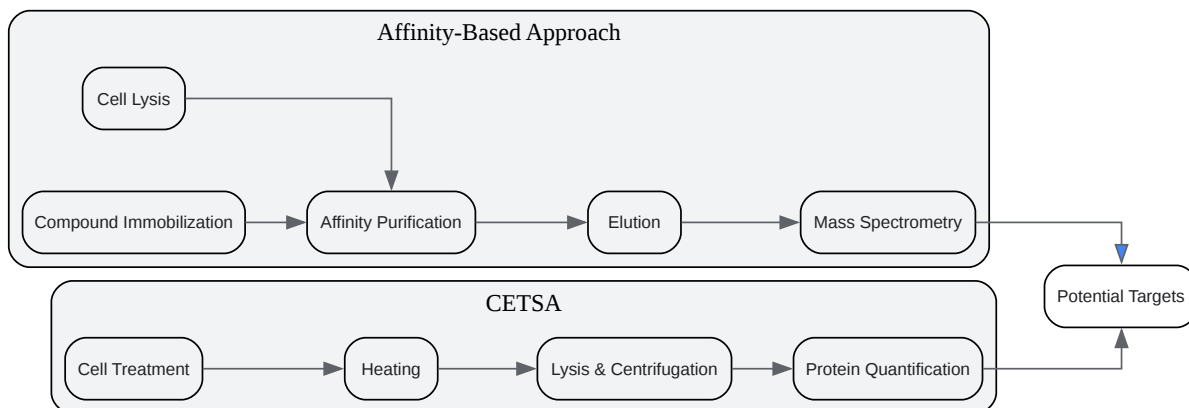 Affinity-Based Approach
Cell Lysis
Compound Immobilization
Affinity Purification
Elution
Mass Spectrometry
Potential Targets
CETSA
Cell Treatment
Heating
Lysis & Centrifugation
Protein Quantification